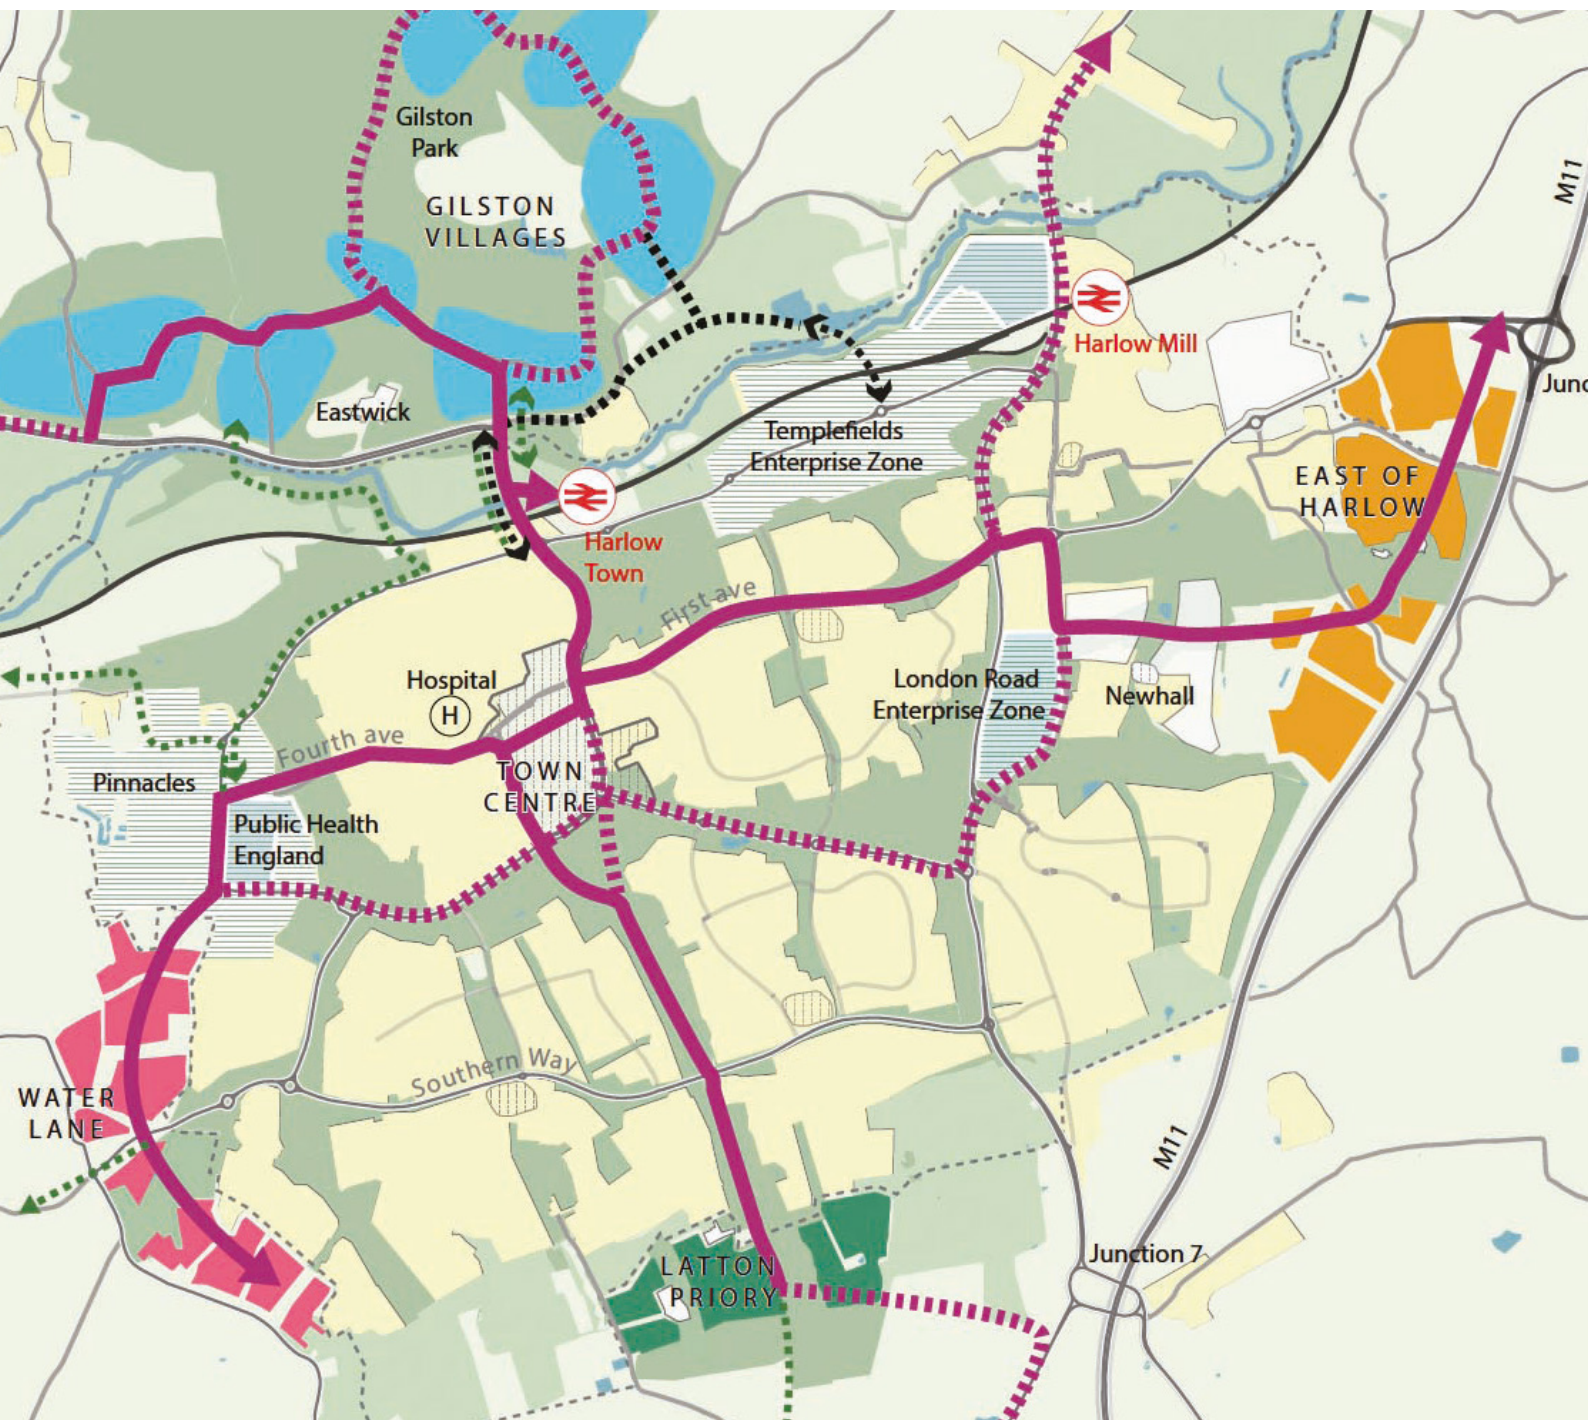 Gilston
Park
GILSTON
VILLAGES
M11
Harlow Mill
Junc
Eastwick
Templefields
Enterprise Zone
EAST OF
HARLOW
Harlow
Town
First ave
Hospital
H
London Road
Enterprise Zone
Newhall
Fourth ave
TOWN
CENTRE
Pinnacles
Public Health
England
Southern Way
WATER
LANE
M11
Junction 7
LATTON
PRIORY